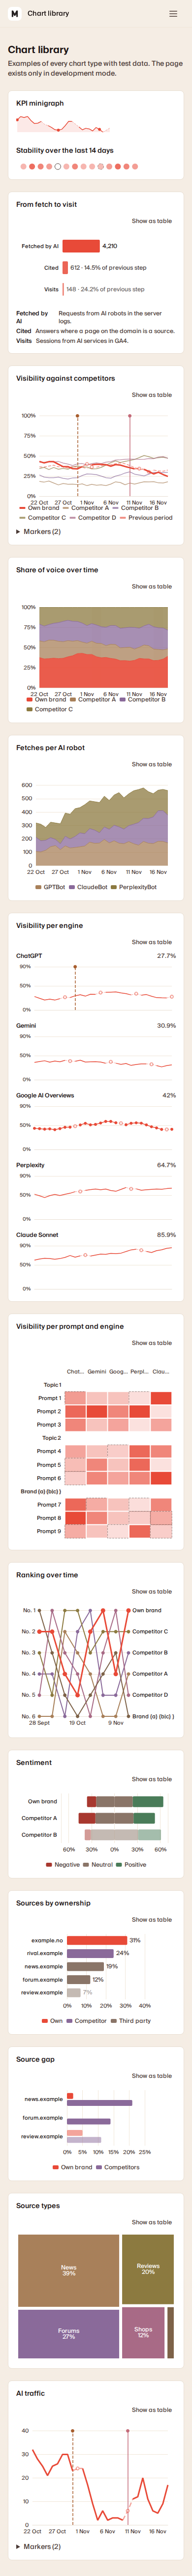 M Chart library
Chart library
Examples of every chart type with test data. The page
exists only in development mode.
KPI minigraph
Stability over the last 14 days
From fetch to visit
Show as table
Fetched by AI 4,210
Cited 612 · 14.5% of previous step
Visits 148 · 24.2% of previous step
Fetched by AI Requests from AI robots in the server logs.
Cited Answers where a page on the domain is a source.
Visits Sessions from AI services in GA4.
Visibility against competitors
Show as table
100%
75%
50%
25%
0%
22 Oct 27 Oct 1 Nov 6 Nov 11 Nov 16 Nov
Own brand Competitor A Competitor B
Competitor C Competitor D Previous period
Markers (2)
Share of voice over time
Show as table
100%
75%
50%
25%
0%
22 Oct 27 Oct 1 Nov 6 Nov 11 Nov 16 Nov
Own brand Competitor A Competitor B
Competitor C
Fetches per AI robot
Show as table
600
500
400
300
200
100
0
22 Oct 27 Oct 1 Nov 6 Nov 11 Nov 16 Nov
GPTBot ClaudeBot PerplexityBot
Visibility per engine
Show as table
ChatGPT 27.7%
90%
50%
0%
Gemini 30.9%
90%
50%
0%
Google AI Overviews 42%
90%
50%
0%
Perplexity 64.7%
90%
50%
0%
Claude Sonnet 85.9%
90%
50%
0%
Visibility per prompt and engine
Show as table
Chat… Gemini Goog… Perpl… Clau…
Topic 1
Prompt 1
Prompt 2
Prompt 3
Topic 2
Prompt 4
Prompt 5
Prompt 6
Brand {a} {b|c} }
Prompt 7
Prompt 8
Prompt 9
Ranking over time
Show as table
No. 1 Own brand
No. 2 Competitor C
No. 3 Competitor B
No. 4 Competitor A
No. 5 Competitor D
No. 6 Brand {a} {b|c} }
28 Sept 19 Oct 9 Nov
Sentiment
Show as table
Own brand
Competitor A
Competitor B
60% 30% 0% 30% 60%
Negative Neutral Positive
Sources by ownership
Show as table
example.no 31%
rival.example 24%
news.example 19%
forum.example 12%
review.example 7%
0% 10% 20% 30% 40%
Own Competitor Third party
Source gap
Show as table
news.example
forum.example
review.example
0% 5% 10% 15% 20% 25%
Own brand Competitors
Source types
Show as table
News
39%
Reviews
20%
Forums
27%
Shops
12%
AI traffic
Show as table
40
30
20
10
0
22 Oct 27 Oct 1 Nov 6 Nov 11 Nov 16 Nov
Markers (2)